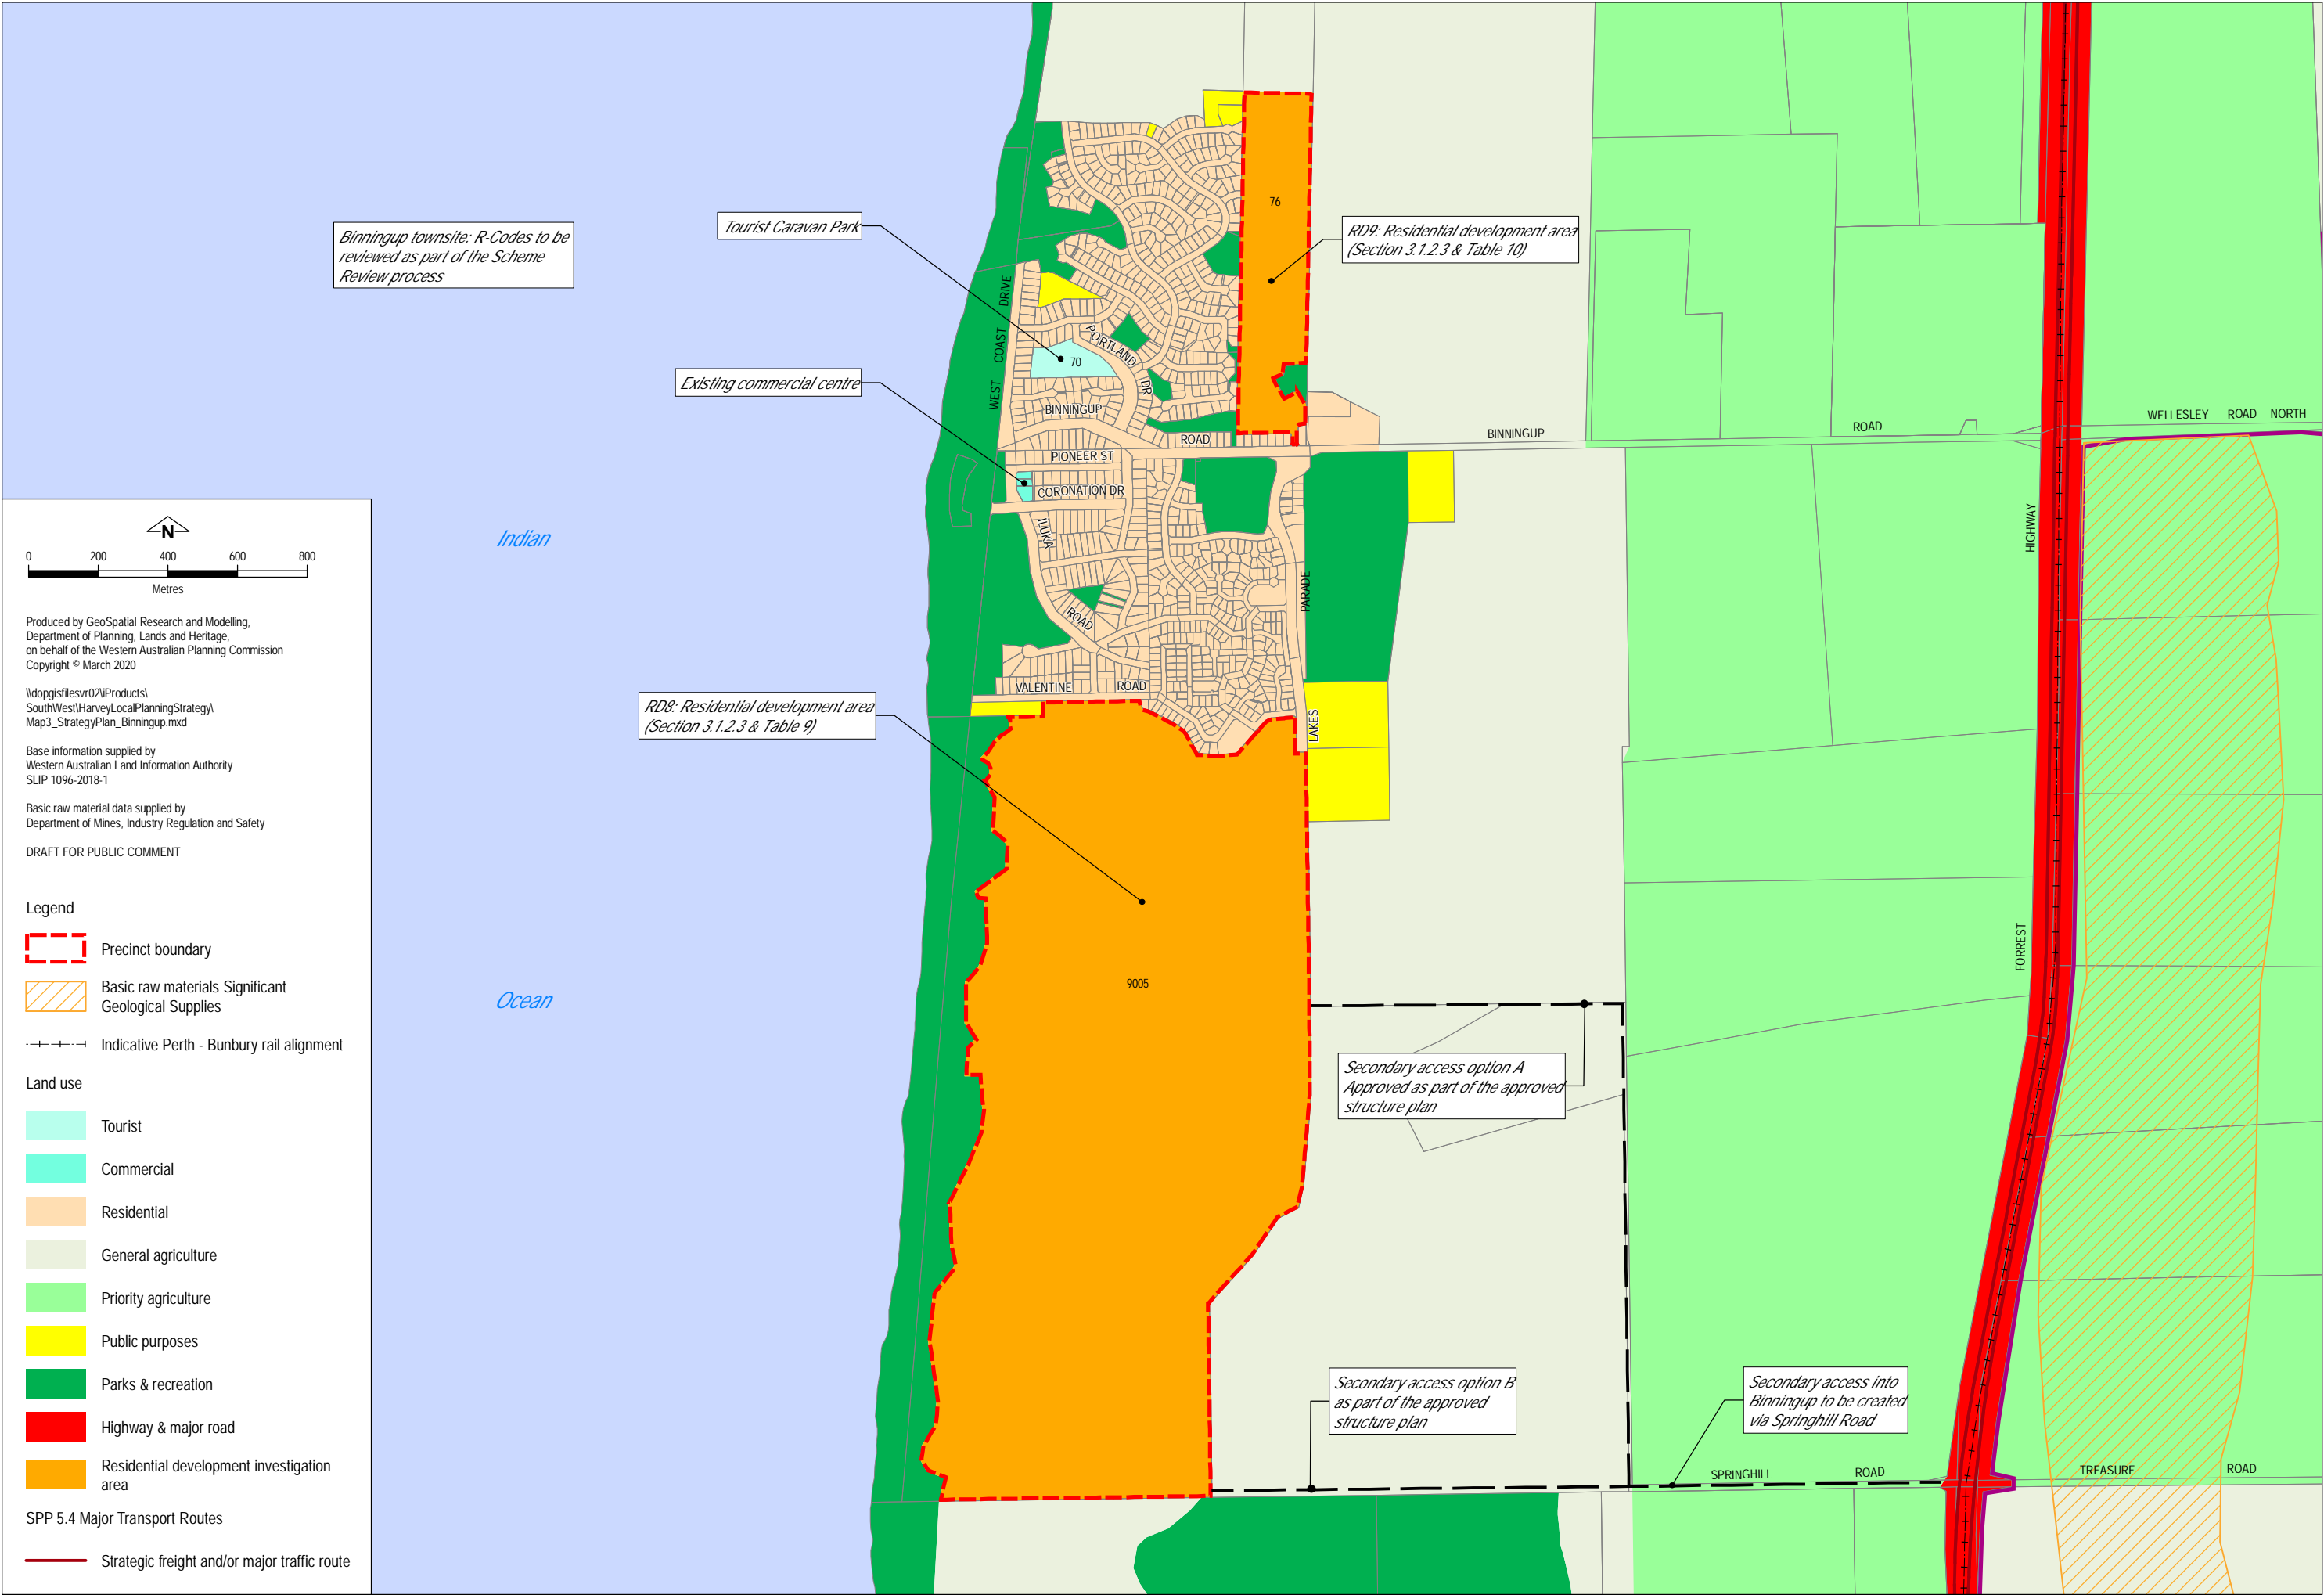 76
Tourist Caravan Park
RD9: Residential development area
(Section 3.1.2.3 & Table 10)
Binningup townsite: R-Codes to be
reviewed as part of the Scheme
Review process
WEST COAST DRIVE
PORTLAND DR
70
Existing commercial centre
BINNINGUP ROAD
BINNINGUP ROAD
WELLESLEY ROAD NORTH
PIONEER ST
CORONATION DR
ILUKA ROAD
Indian
HIGHWAY
PARADE
VALENTINE ROAD
LAKES
RD8: Residential development area
(Section 3.1.2.3 & Table 9)
FORREST
9005
Ocean
Secondary access option A
Approved as part of the approved
structure plan
Secondary access option B
as part of the approved
structure plan
Secondary access into
Binningup to be created
via Springhill Road
SPRINGHILL ROAD
TREASURE ROAD
N
0 200 400 600 800
Metres
Produced by GeoSpatial Research and Modelling,
Department of Planning, Lands and Heritage,
on behalf of the Western Australian Planning Commission
Copyright © March 2020
\\dopgisfilesvr02\iProducts\
SouthWest\HarveyLocalPlanningStrategy\
Map3_StrategyPlan_Binningup.mxd
Base information supplied by
Western Australian Land Information Authority
SLIP 1096-2018-1
Basic raw material data supplied by
Department of Mines, Industry Regulation and Safety
DRAFT FOR PUBLIC COMMENT
Legend
Precinct boundary
Basic raw materials Significant
Geological Supplies
Indicative Perth - Bunbury rail alignment
Land use
Tourist
Commercial
Residential
General agriculture
Priority agriculture
Public purposes
Parks & recreation
Highway & major road
Residential development investigation
area
SPP 5.4 Major Transport Routes
Strategic freight and/or major traffic route